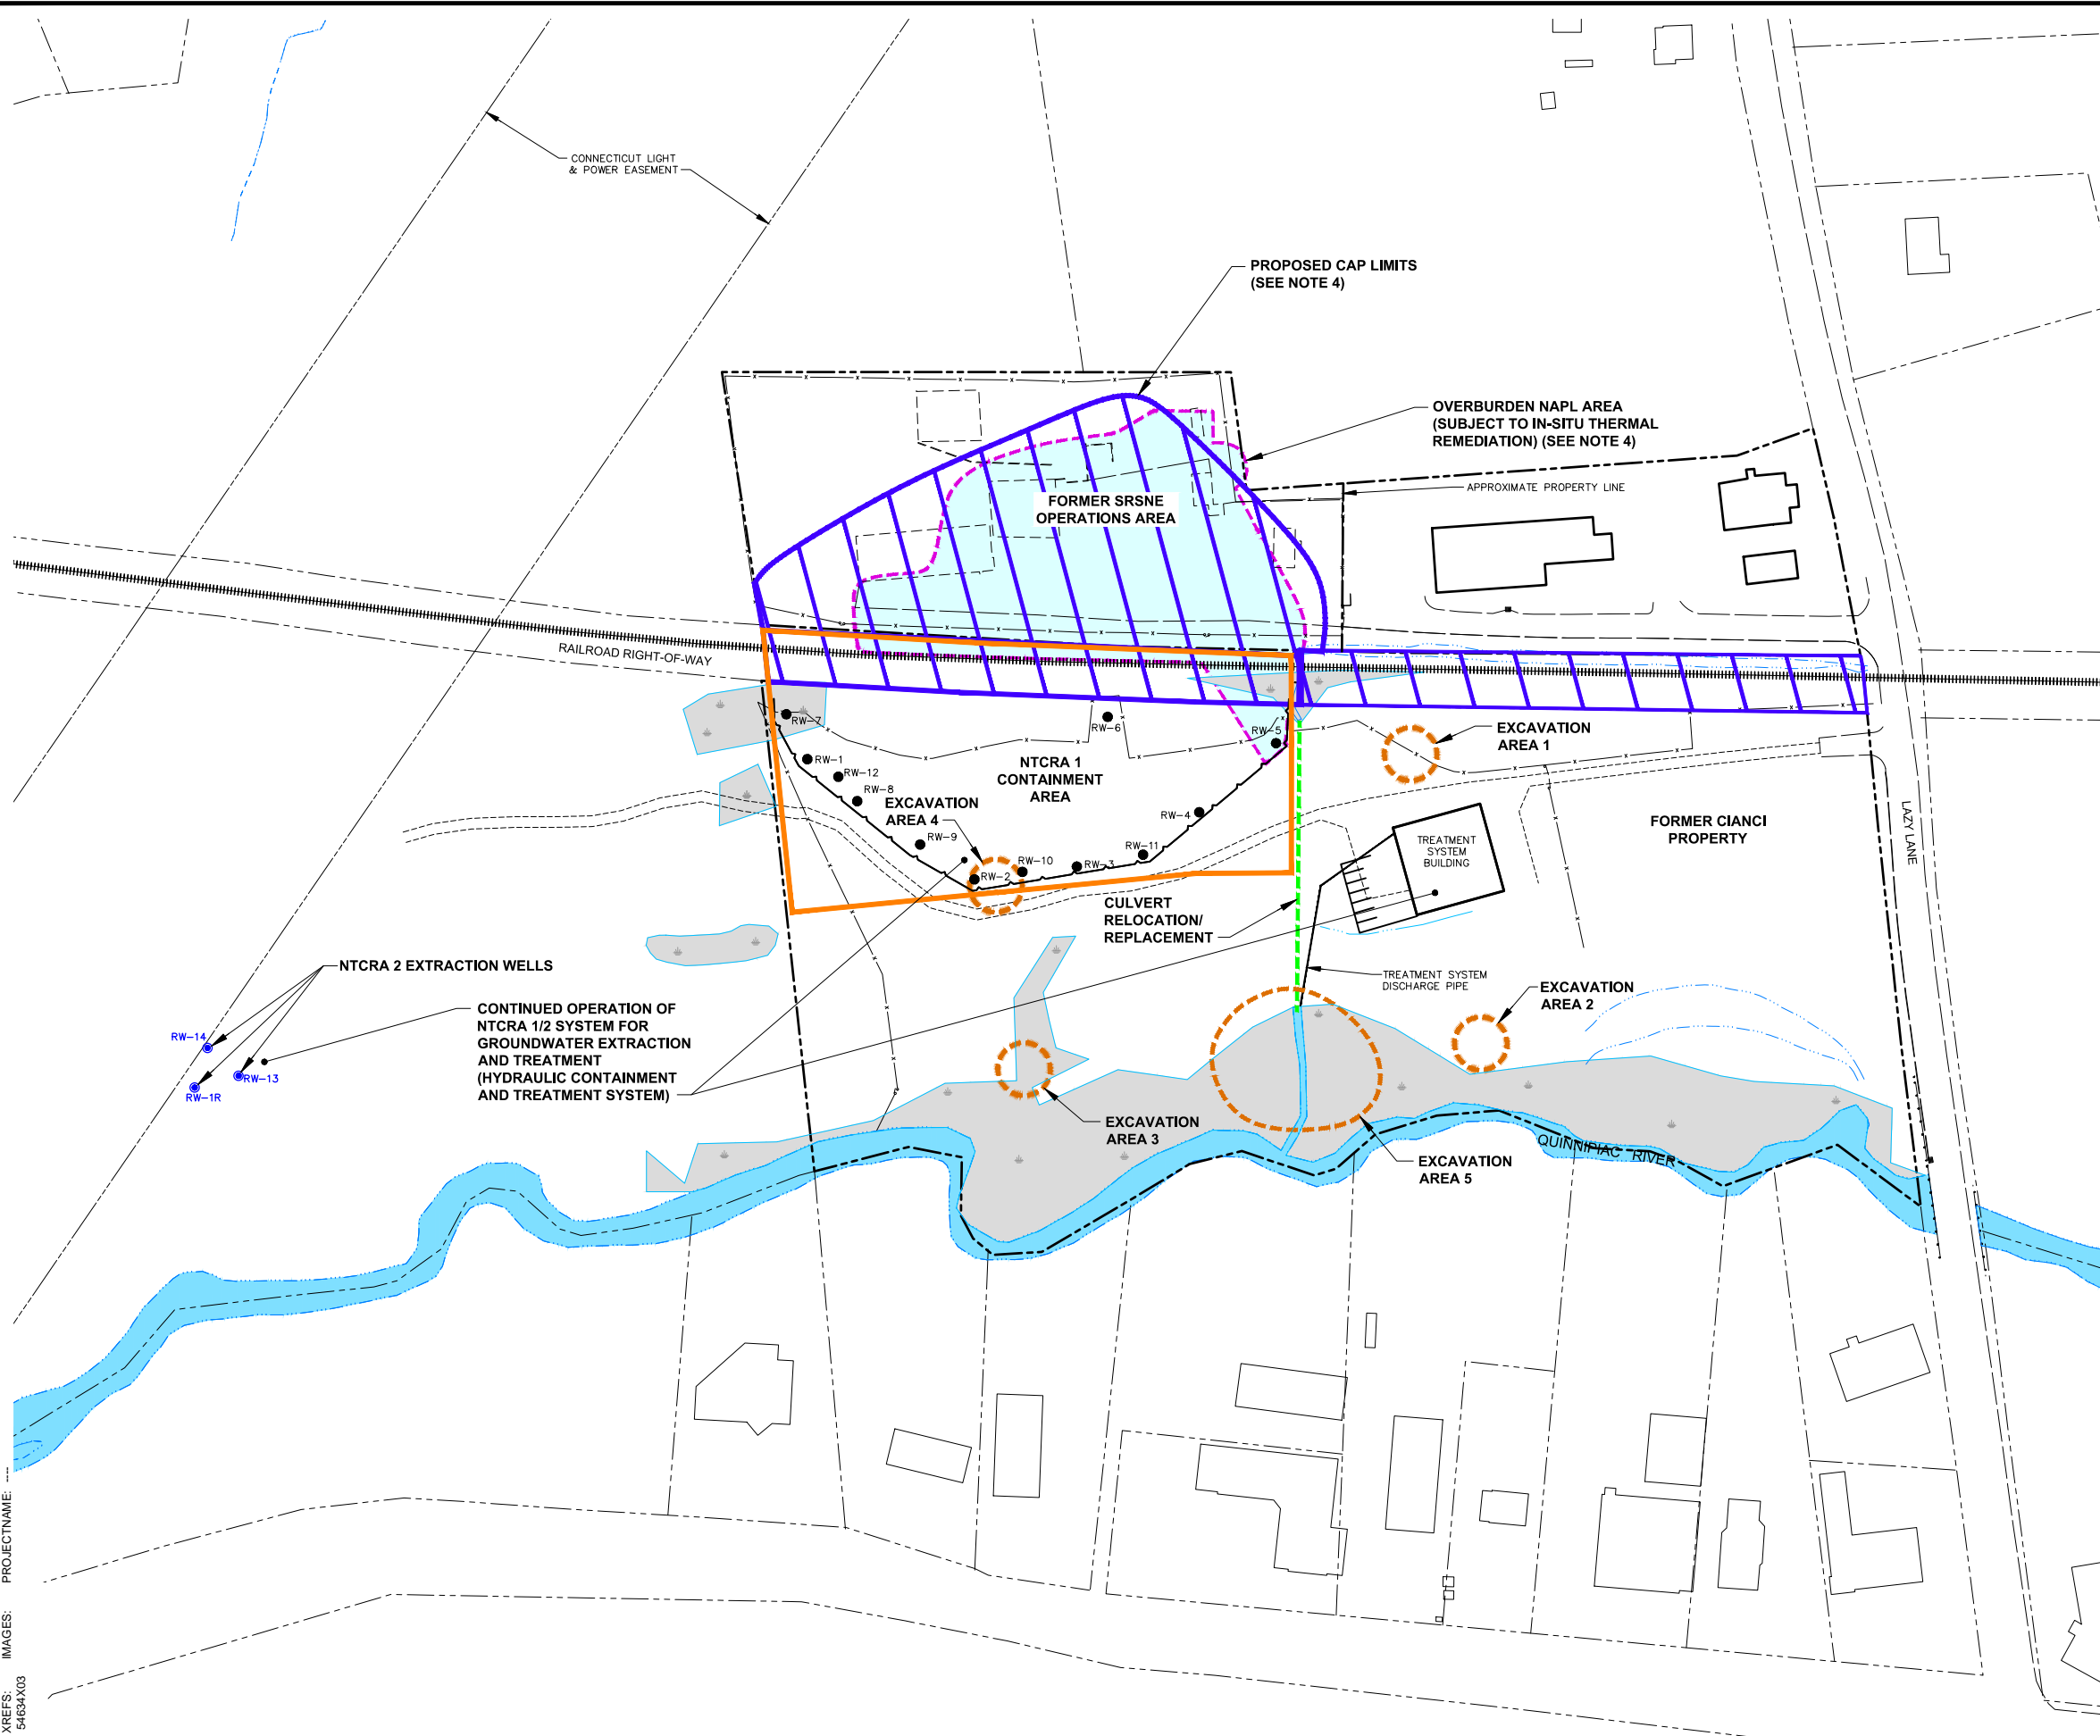 CONNECTICUT LIGHT
& POWER EASEMENT
PROPOSED CAP LIMITS
(SEE NOTE 4)
OVERBURDEN NAPL AREA
(SUBJECT TO IN-SITU THERMAL
REMEDIATION) (SEE NOTE 4)
APPROXIMATE PROPERTY LINE
FORMER SRSNE
OPERATIONS AREA
RAILROAD RIGHT-OF-WAY
RW-7
RW-6
RW-5
EXCAVATION
AREA 1
RW-1
RW-12
NTCRA 1
CONTAINMENT
AREA
RW-8
EXCAVATION
AREA 4
RW-4
RW-9
RW-11
RW-10
RW-3
RW-2
FORMER CIANCI
PROPERTY
LAZY LANE
TREATMENT
SYSTEM
BUILDING
CULVERT
RELOCATION/
REPLACEMENT
TREATMENT SYSTEM
DISCHARGE PIPE
NTCRA 2 EXTRACTION WELLS
EXCAVATION
AREA 2
CONTINUED OPERATION OF
NTCRA 1/2 SYSTEM FOR
GROUNDWATER EXTRACTION
AND TREATMENT
(HYDRAULIC CONTAINMENT
AND TREATMENT SYSTEM)
RW-14
RW-13
RW-1R
EXCAVATION
AREA 3
EXCAVATION
AREA 5
QUINNIPIAC RIVER
XREFS: IMAGES: PROJECTNAME: ----
54634X03